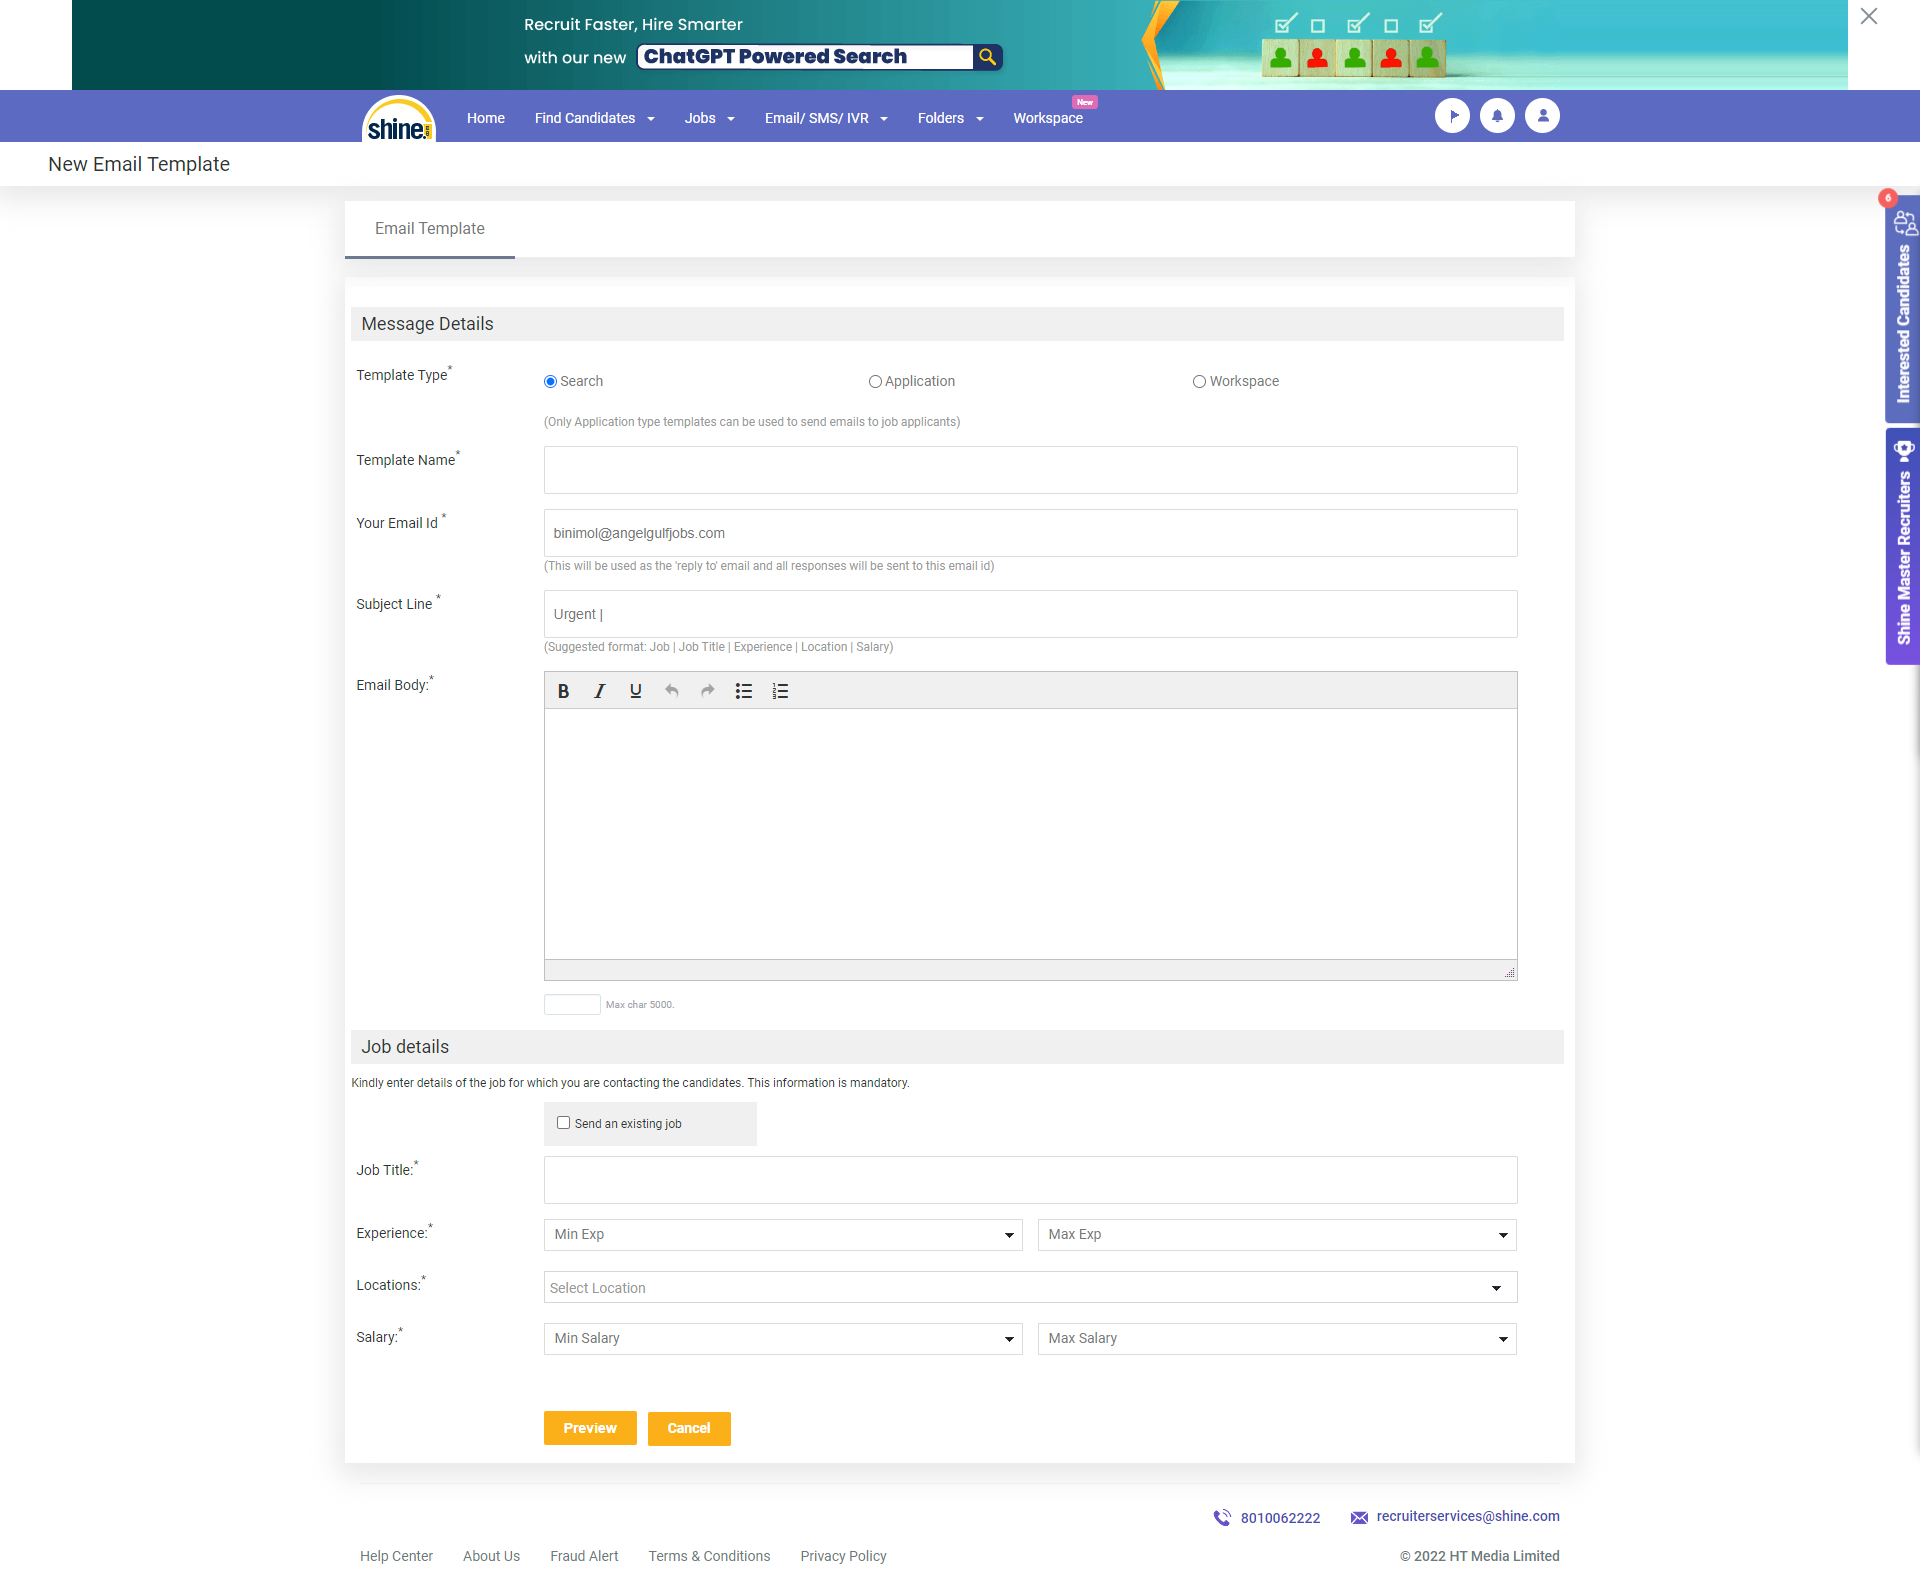 Recruit Faster, Hire Smarter
with our new ChatGPT Powered Search
shine.com
Home Find Candidates Jobs Email/ SMS/ IVR Folders Workspace New
New Email Template
Email Template
6
Interested Candidates
Shine Master Recruiters
Message Details
Template Type*
Search Application Workspace
(Only Application type templates can be used to send emails to job applicants)
Template Name*
Your Email Id *
binimol@angelgulfjobs.com
(This will be used as the 'reply to' email and all responses will be sent to this email id)
Subject Line *
Urgent |
(Suggested format: Job | Job Title | Experience | Location | Salary)
Email Body:*
B I U
Max char 5000.
Job details
Kindly enter details of the job for which you are contacting the candidates. This information is mandatory.
Send an existing job
Job Title:*
Experience:* Min Exp Max Exp
Locations:* Select Location
Salary:* Min Salary Max Salary
Preview Cancel
8010062222 recruiterservices@shine.com
Help Center About Us Fraud Alert Terms & Conditions Privacy Policy © 2022 HT Media Limited